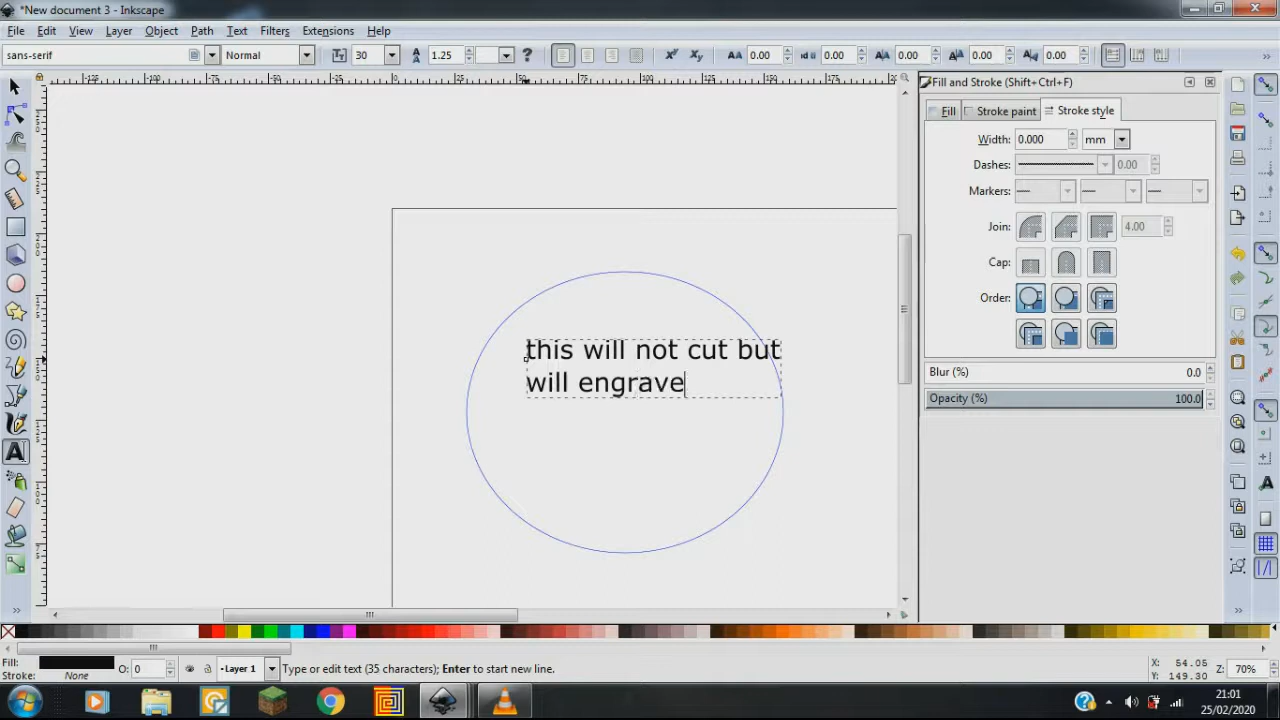 *New document 3 - Inkscape
File Edit View Layer Object Path Text Filters Extensions Help
sans-serif Normal 30 1.25 0.00 0.00 0.00 0.00 0.00
Fill and Stroke (Shift+Ctrl+F)
Fill Stroke paint Stroke style
Width: 0.000 mm
Dashes: 0.00
Markers:
Join: 4.00
Cap:
Order:
Blur (%) 0.0
Opacity (%) 100.0
this will not cut but
will engrave
Fill: O: 0 Layer 1 Type or edit text (35 characters); Enter to start new line. X: 54.05 Z: 70%
Stroke: None Y: 149.30
21:01
25/02/2020